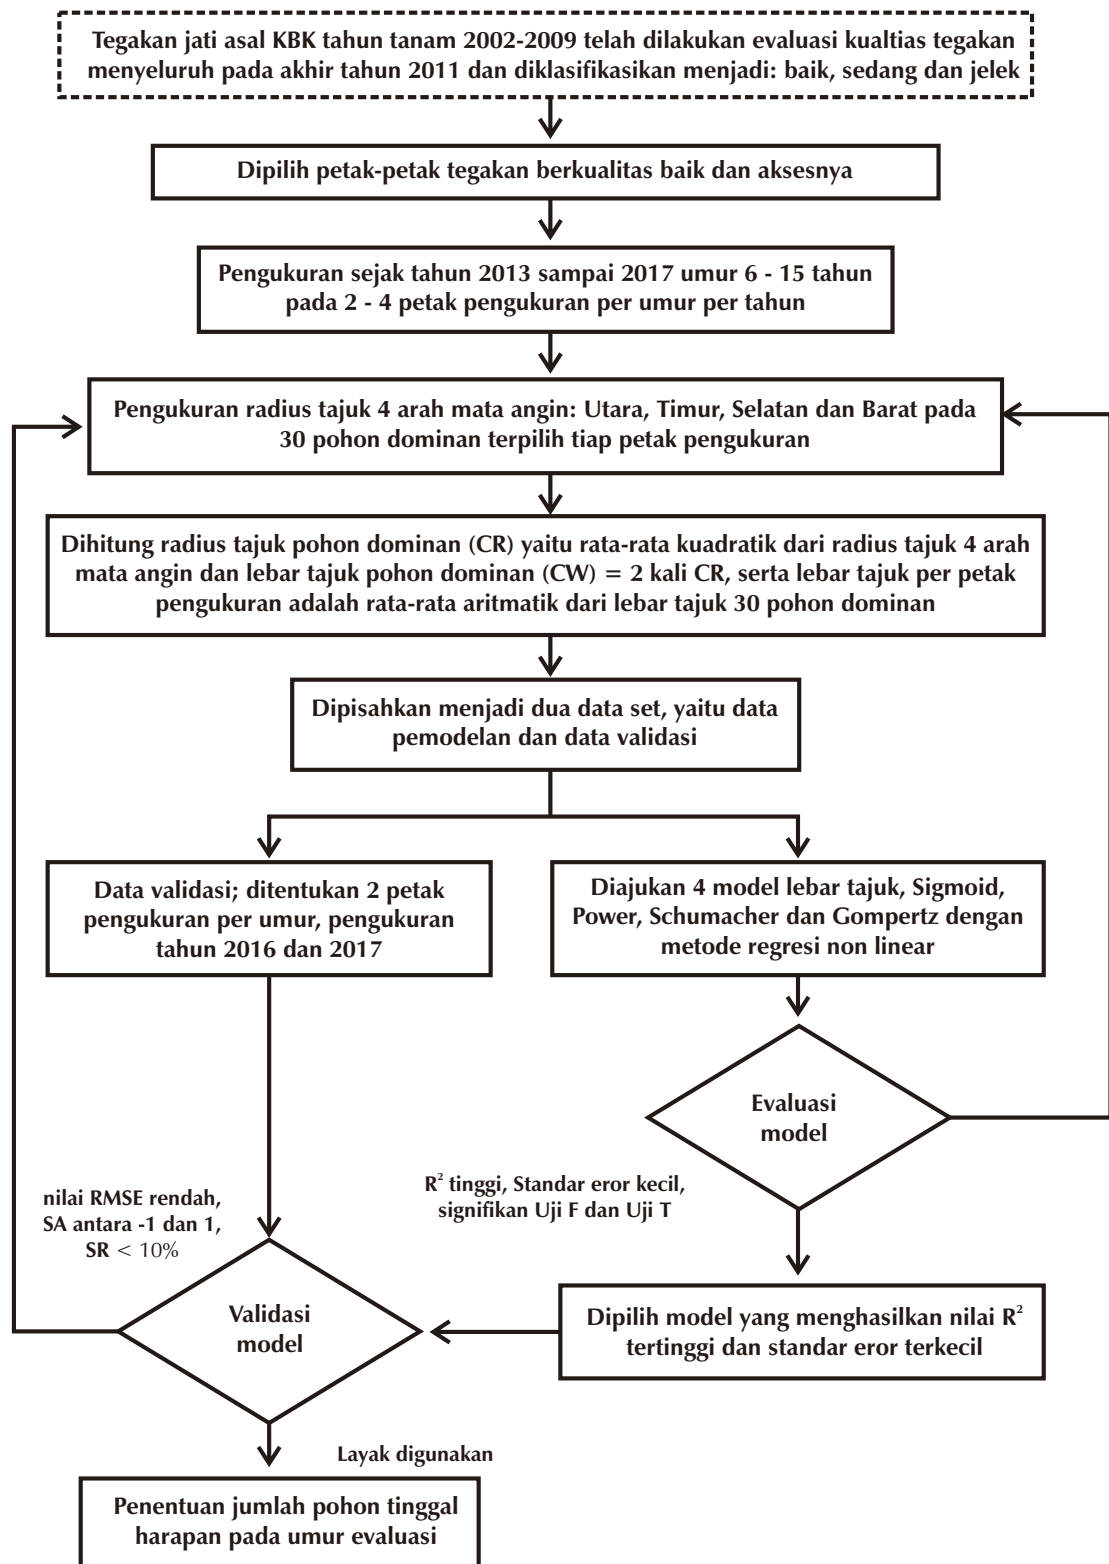 Tegakan jati asal KBK tahun tanam 2002-2009 telah dilakukan evaluasi kualtias tegakan
menyeluruh pada akhir tahun 2011 dan diklasifikasikan menjadi: baik, sedang dan jelek
Dipilih petak-petak tegakan berkualitas baik dan aksesnya
Pengukuran sejak tahun 2013 sampai 2017 umur 6 - 15 tahun
pada 2 - 4 petak pengukuran per umur per tahun
Pengukuran radius tajuk 4 arah mata angin: Utara, Timur, Selatan dan Barat pada
30 pohon dominan terpilih tiap petak pengukuran
Dihitung radius tajuk pohon dominan (CR) yaitu rata-rata kuadratik dari radius tajuk 4 arah
mata angin dan lebar tajuk pohon dominan (CW) = 2 kali CR, serta lebar tajuk per petak
pengukuran adalah rata-rata aritmatik dari lebar tajuk 30 pohon dominan
Dipisahkan menjadi dua data set, yaitu data
pemodelan dan data validasi
Data validasi; ditentukan 2 petak
pengukuran per umur, pengukuran
tahun 2016 dan 2017
Diajukan 4 model lebar tajuk, Sigmoid,
Power, Schumacher dan Gompertz dengan
metode regresi non linear
Evaluasi
model
R² tinggi, Standar eror kecil,
signifikan Uji F dan Uji T
nilai RMSE rendah,
SA antara -1 dan 1,
SR < 10%
Validasi
model
Dipilih model yang menghasilkan nilai R²
tertinggi dan standar eror terkecil
Layak digunakan
Penentuan jumlah pohon tinggal
harapan pada umur evaluasi